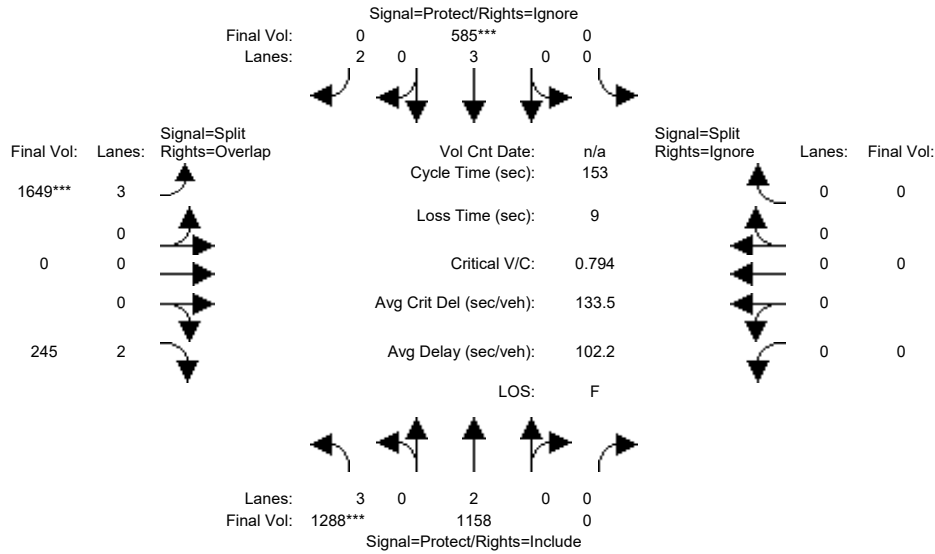 Signal=Protect/Rights=Ignore
Final Vol: 0 585*** 0
Lanes: 2 0 3 0 0
Signal=Split
Final Vol: Lanes: Rights=Overlap
Vol Cnt Date: n/a
Signal=Split
Rights=Ignore Lanes: Final Vol:
Cycle Time (sec): 153
1649*** 3
0 0
Loss Time (sec): 9
0
0
0 0
Critical V/C: 0.794
0 0
0
Avg Crit Del (sec/veh): 133.5
0
245 2
Avg Delay (sec/veh): 102.2
0 0
LOS: F
Lanes: 3 0 2 0 0
Final Vol: 1288*** 1158 0
Signal=Protect/Rights=Include